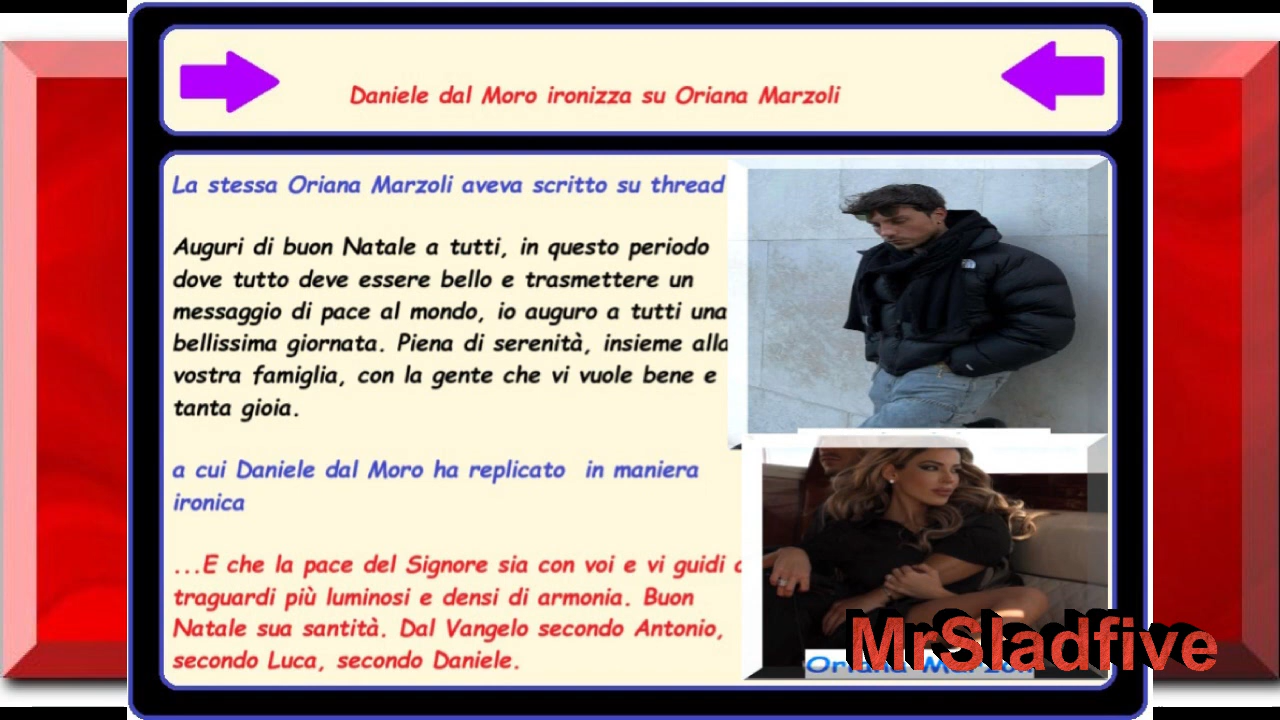 Daniele dal Moro ironizza su Oriana Marzoli
La stessa Oriana Marzoli aveva scritto su thread
Auguri di buon Natale a tutti, in questo periodo
dove tutto deve essere bello e trasmettere un
messaggio di pace al mondo, io auguro a tutti una
bellissima giornata. Piena di serenità, insieme alla
vostra famiglia, con la gente che vi vuole bene e
tanta gioia.
a cui Daniele dal Moro ha replicato in maniera
ironica
...E che la pace del Signore sia con voi e vi guidi
traguardi più luminosi e densi di armonia. Buon
Natale sua santità. Dal Vangelo secondo Antonio,
secondo Luca, secondo Daniele.
Oriana Marzoli
MrSladfive